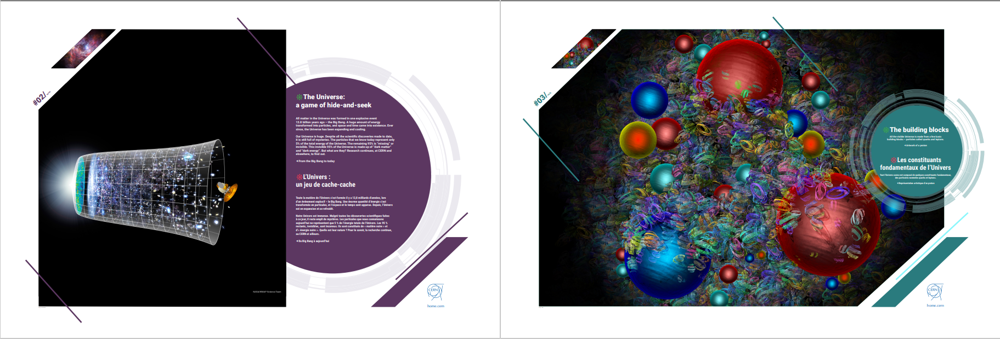 #02/
The Universe:
a game of hide-and-seek
All matter in the Universe was formed in one explosive event
13.8 billion years ago – the Big Bang. A huge amount of energy
transformed into particles, and space and time came into existence. Ever
since, the Universe has been expanding and cooling.
Our Universe is huge. Despite all the scientific discoveries made to date,
it is still full of mysteries. The particles that we know today represent only
5% of the total energy of the Universe. The remaining 95% is "missing" or
invisible. This invisible 95% of the Universe is made up of "dark matter"
and "dark energy". But what are they? Research continues, at CERN and
elsewhere, to find out.
From the Big Bang to today
L'Univers :
un jeu de cache-cache
Toute la matière de l'Univers s'est formée il y a 13,8 milliards d'années, lors
d'un événement explosif – le Big Bang. Une énorme quantité d'énergie s'est
transformée en particules, et l'espace et le temps sont apparus. Depuis, l'Univers
est en expansion et se refroidit.
Notre Univers est immense. Malgré toutes les découvertes scientifiques faites
à ce jour, il reste empli de mystères. Les particules que nous connaissons
aujourd'hui ne représentent que 5 % de l'énergie totale de l'Univers. Les 95 %
restants, invisibles, sont inconnus. Ils sont constitués de « matière noire » et
d'« énergie noire ». Quelle est leur nature ? Pour le savoir, la recherche continue,
au CERN et ailleurs.
Du Big Bang à aujourd'hui
NASA/WMAP Science Team
CERN
home.cern
#03/
The building blocks
All the visible Universe is made from a few basic
building blocks – particles called quarks and leptons.
Artwork of a proton
Les constituants
fondamentaux de l'Univers
Tout l'Univers connu est composé de quelques constituants fondamentaux,
des particules nommées quarks et leptons.
Représentation artistique d'un proton
CERN
home.cern